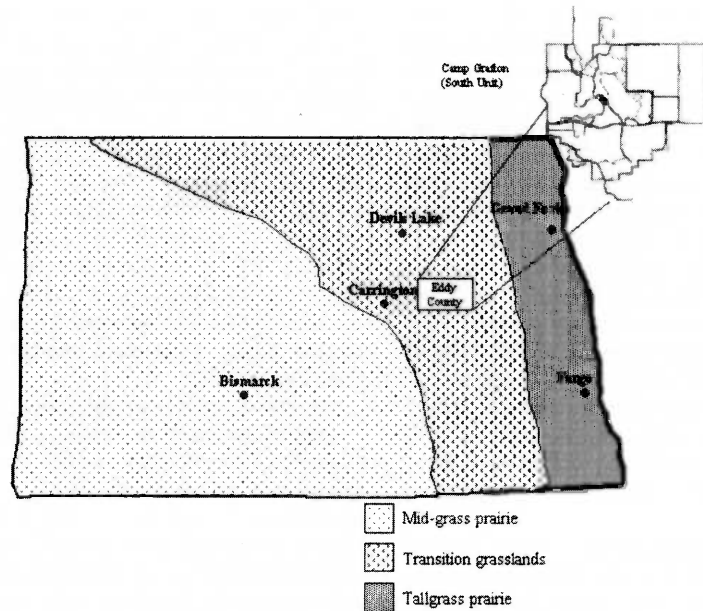 Camp Grafton
(South Unit)
Devils Lake
Grand Forks
Carrington
Eddy
County
Bismarck
Fargo
Mid-grass prairie
Transition grasslands
Tallgrass prairie